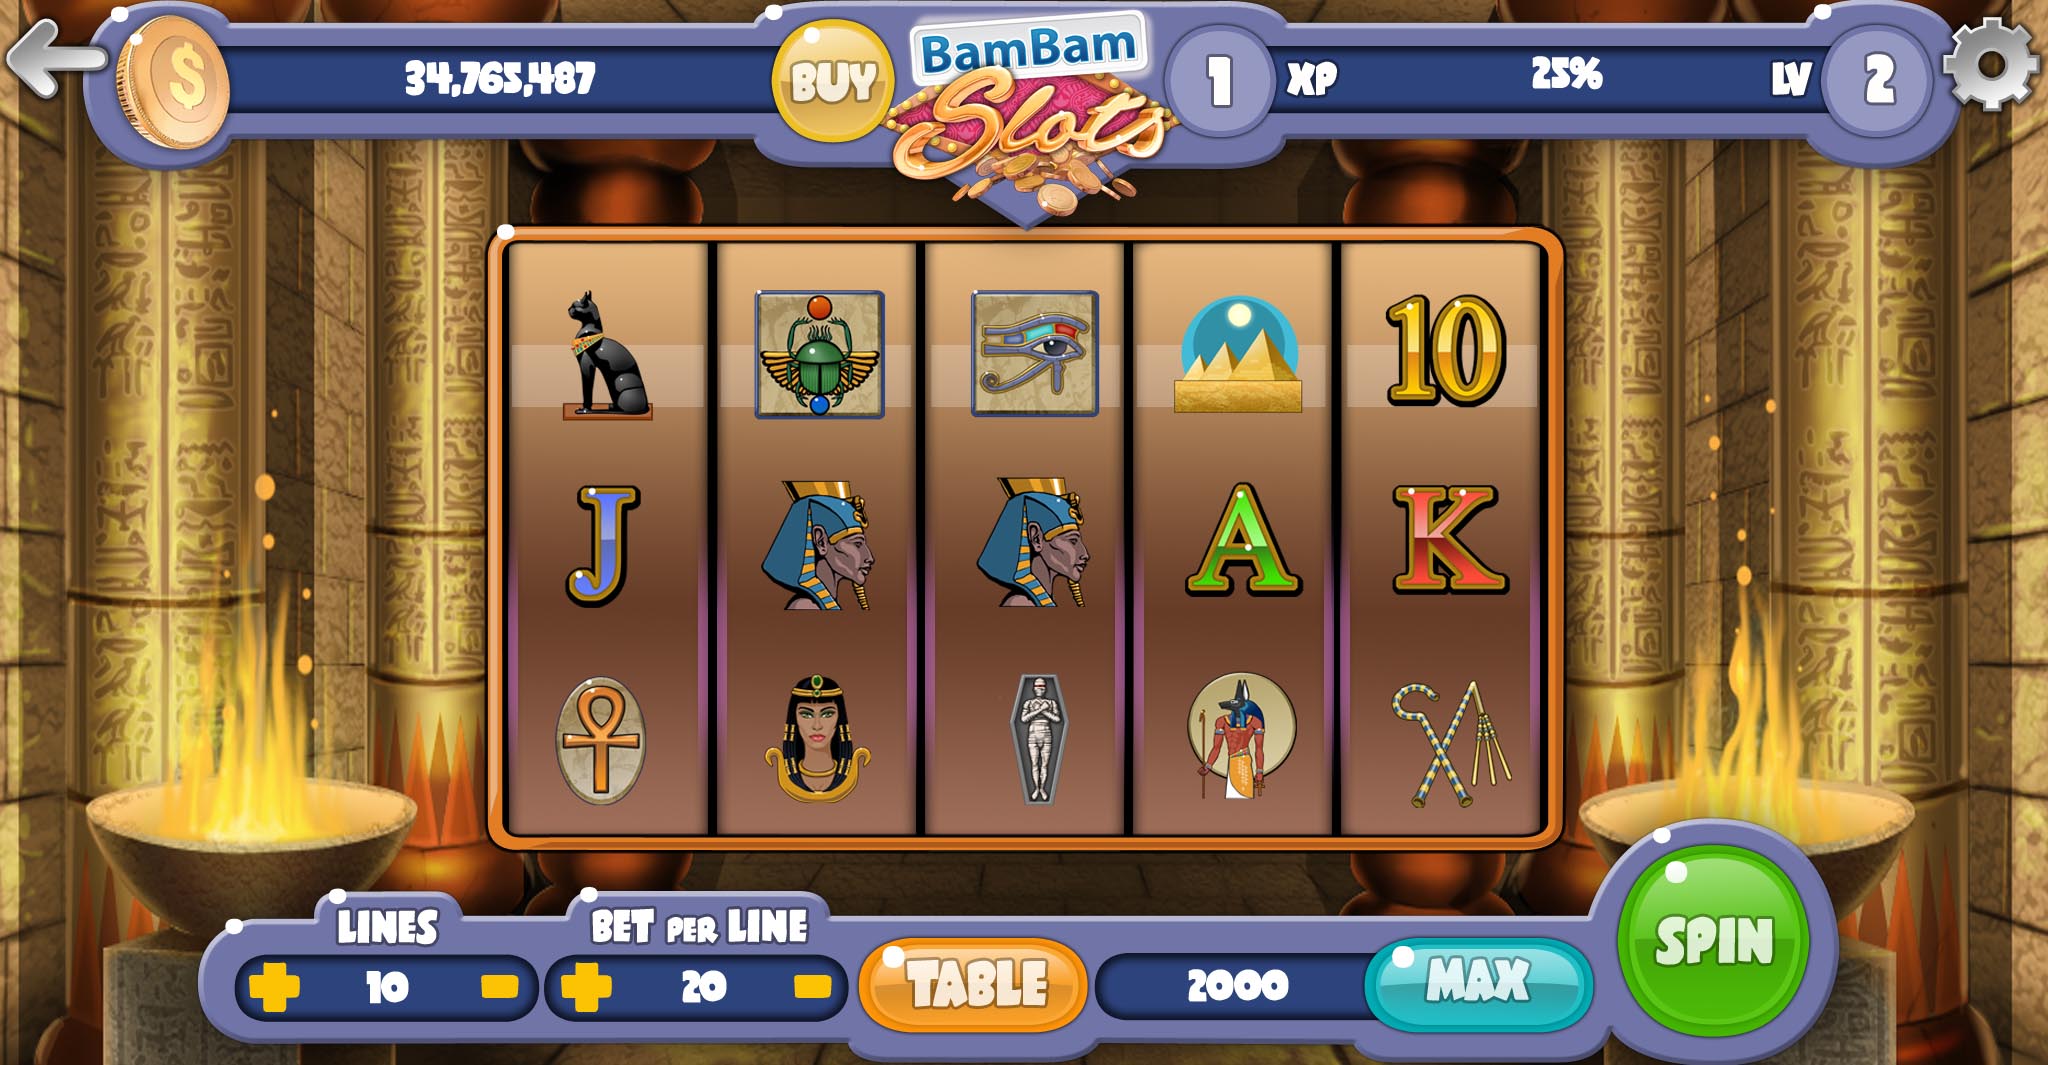 $
34,765,487
BUY
BamBam
Slots
1
XP
25%
LV
2
10
J
A
K
LINES
10
BET PER LINE
20
TABLE
2000
MAX
SPIN